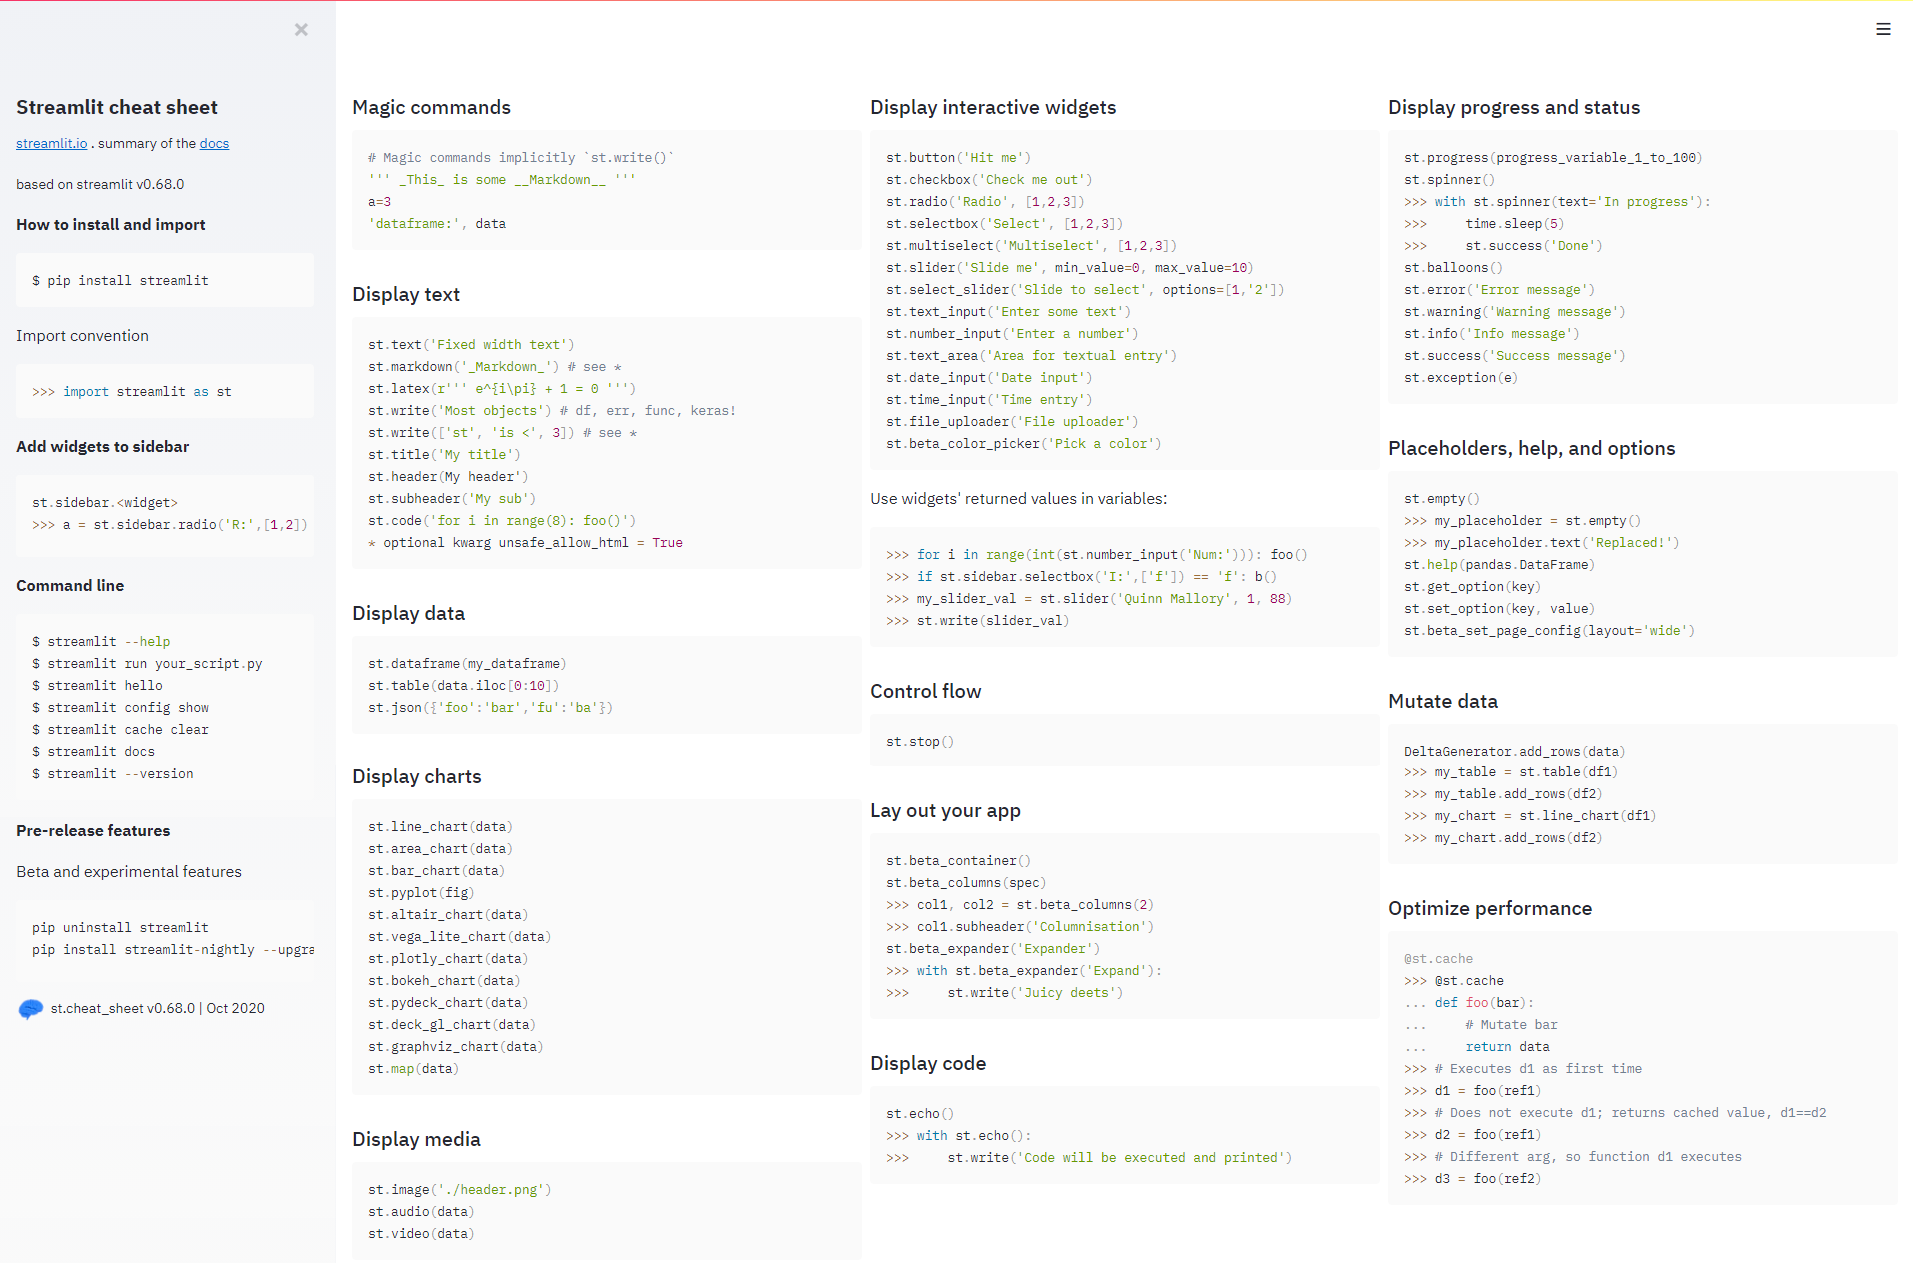 Streamlit cheat sheet
streamlit.io . summary of the docs
based on streamlit v0.68.0
How to install and import
$ pip install streamlit
Import convention
>>> import streamlit as st
Add widgets to sidebar
st.sidebar.<widget>
>>> a = st.sidebar.radio('R:',[1,2])
Command line
$ streamlit --help
$ streamlit run your_script.py
$ streamlit hello
$ streamlit config show
$ streamlit cache clear
$ streamlit docs
$ streamlit --version
Pre-release features
Beta and experimental features
pip uninstall streamlit
pip install streamlit-nightly --upgra
st.cheat_sheet v0.68.0 | Oct 2020
Magic commands
# Magic commands implicitly `st.write()`
''' _This_ is some __Markdown__ '''
a=3
'dataframe:', data
Display text
st.text('Fixed width text')
st.markdown('_Markdown_') # see *
st.latex(r''' e^{i\pi} + 1 = 0 ''')
st.write('Most objects') # df, err, func, keras!
st.write(['st', 'is <', 3]) # see *
st.title('My title')
st.header(My header')
st.subheader('My sub')
st.code('for i in range(8): foo()')
* optional kwarg unsafe_allow_html = True
Display data
st.dataframe(my_dataframe)
st.table(data.iloc[0:10])
st.json({'foo':'bar','fu':'ba'})
Display charts
st.line_chart(data)
st.area_chart(data)
st.bar_chart(data)
st.pyplot(fig)
st.altair_chart(data)
st.vega_lite_chart(data)
st.plotly_chart(data)
st.bokeh_chart(data)
st.pydeck_chart(data)
st.deck_gl_chart(data)
st.graphviz_chart(data)
st.map(data)
Display media
st.image('./header.png')
st.audio(data)
st.video(data)
Display interactive widgets
st.button('Hit me')
st.checkbox('Check me out')
st.radio('Radio', [1,2,3])
st.selectbox('Select', [1,2,3])
st.multiselect('Multiselect', [1,2,3])
st.slider('Slide me', min_value=0, max_value=10)
st.select_slider('Slide to select', options=[1,'2'])
st.text_input('Enter some text')
st.number_input('Enter a number')
st.text_area('Area for textual entry')
st.date_input('Date input')
st.time_input('Time entry')
st.file_uploader('File uploader')
st.beta_color_picker('Pick a color')
Use widgets' returned values in variables:
>>> for i in range(int(st.number_input('Num:'))): foo()
>>> if st.sidebar.selectbox('I:',['f']) == 'f': b()
>>> my_slider_val = st.slider('Quinn Mallory', 1, 88)
>>> st.write(slider_val)
Control flow
st.stop()
Lay out your app
st.beta_container()
st.beta_columns(spec)
>>> col1, col2 = st.beta_columns(2)
>>> col1.subheader('Columnisation')
st.beta_expander('Expander')
>>> with st.beta_expander('Expand'):
>>>     st.write('Juicy deets')
Display code
st.echo()
>>> with st.echo():
>>>     st.write('Code will be executed and printed')
Display progress and status
st.progress(progress_variable_1_to_100)
st.spinner()
>>> with st.spinner(text='In progress'):
>>>     time.sleep(5)
>>>     st.success('Done')
st.balloons()
st.error('Error message')
st.warning('Warning message')
st.info('Info message')
st.success('Success message')
st.exception(e)
Placeholders, help, and options
st.empty()
>>> my_placeholder = st.empty()
>>> my_placeholder.text('Replaced!')
st.help(pandas.DataFrame)
st.get_option(key)
st.set_option(key, value)
st.beta_set_page_config(layout='wide')
Mutate data
DeltaGenerator.add_rows(data)
>>> my_table = st.table(df1)
>>> my_table.add_rows(df2)
>>> my_chart = st.line_chart(df1)
>>> my_chart.add_rows(df2)
Optimize performance
@st.cache
>>> @st.cache
... def foo(bar):
...     # Mutate bar
...     return data
>>> # Executes d1 as first time
>>> d1 = foo(ref1)
>>> # Does not execute d1; returns cached value, d1==d2
>>> d2 = foo(ref1)
>>> # Different arg, so function d1 executes
>>> d3 = foo(ref2)